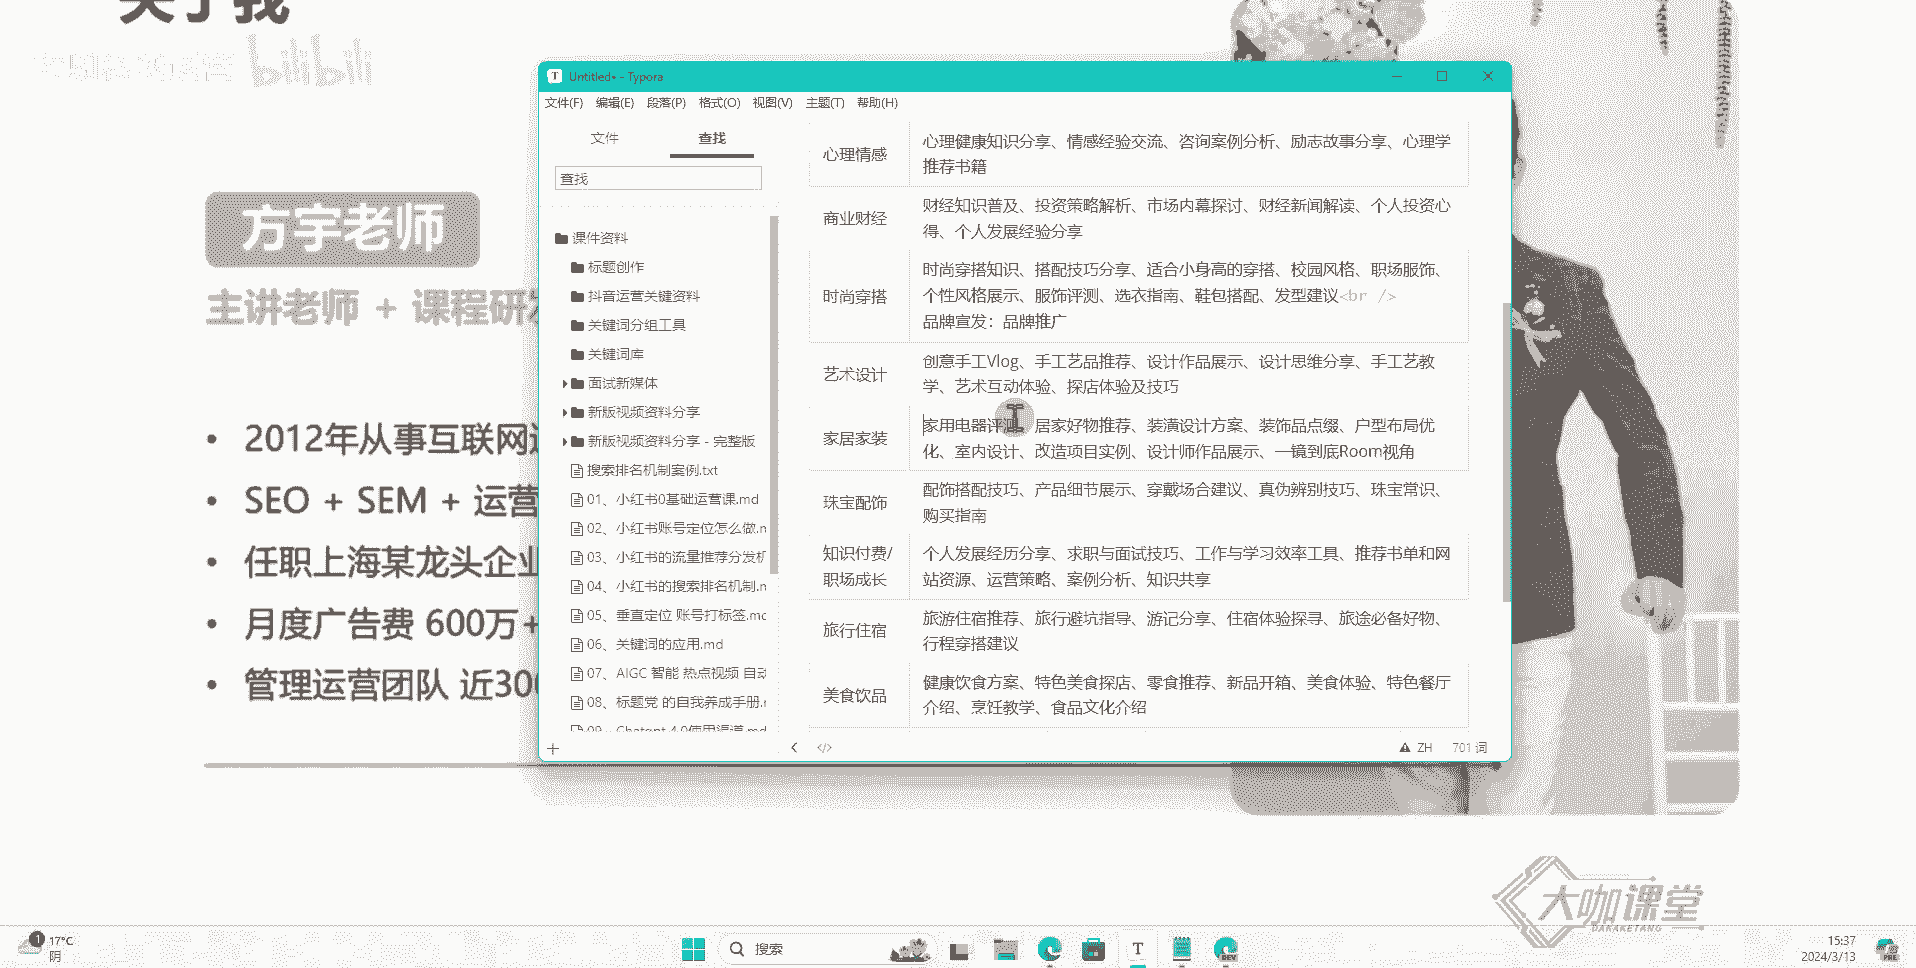 关于我
bilibili
方宇老师
主讲老师 + 课程研发
• 2012年从事互联网运
• SEO + SEM + 运营
• 任职上海某龙头企业
• 月度广告费 600万+
• 管理运营团队 近300
Untitled• - Typora
文件(F) 编辑(E) 段落(P) 格式(O) 视图(V) 主题(T) 帮助(H)
文件 查找
查找
课件资料
标题创作
抖音运营关键资料
关键词分组工具
关键词库
面试新媒体
新版视频资料分享
新版视频资料分享 - 完整版
搜索排名机制案例.txt
01、小红书0基础运营课.md
02、小红书账号定位怎么做.m
03、小红书的流量推荐分发机
04、小红书的搜索排名机制.m
05、垂直定位 账号打标签.md
06、关键词的应用.md
07、AIGC 智能 热点视频 自动
08、标题党 的自我养成手册.m
09、Chatgpt 4.0使用渠道.md
心理情感
心理健康知识分享、情感经验交流、咨询案例分析、励志故事分享、心理学
推荐书籍
商业财经
财经知识普及、投资策略解析、市场内幕探讨、财经新闻解读、个人投资心
得、个人发展经验分享
时尚穿搭
时尚穿搭知识、搭配技巧分享、适合小身高的穿搭、校园风格、职场服饰、
个性风格展示、服饰评测、选衣指南、鞋包搭配、发型建议<br />
品牌宣发：品牌推广
艺术设计
创意手工Vlog、手工艺品推荐、设计作品展示、设计思维分享、手工艺教
学、艺术互动体验、探店体验及技巧
家居家装
家用电器评测、居家好物推荐、装潢设计方案、装饰品点缀、户型布局优
化、室内设计、改造项目实例、设计师作品展示、一镜到底Room视角
珠宝配饰
配饰搭配技巧、产品细节展示、穿戴场合建议、真伪辨别技巧、珠宝常识、
购买指南
知识付费/
职场成长
个人发展经历分享、求职与面试技巧、工作与学习效率工具、推荐书单和网
站资源、运营策略、案例分析、知识共享
旅行住宿
旅游住宿推荐、旅行避坑指导、游记分享、住宿体验探寻、旅途必备好物、
行程穿搭建议
美食饮品
健康饮食方案、特色美食探店、零食推荐、新品开箱、美食体验、特色餐厅
介绍、烹饪教学、食品文化介绍
ZH 701 词
大咖课堂
DAKAKETANG
1 17°C
阴
搜索
DEV
15:37
2024/3/13
PRE